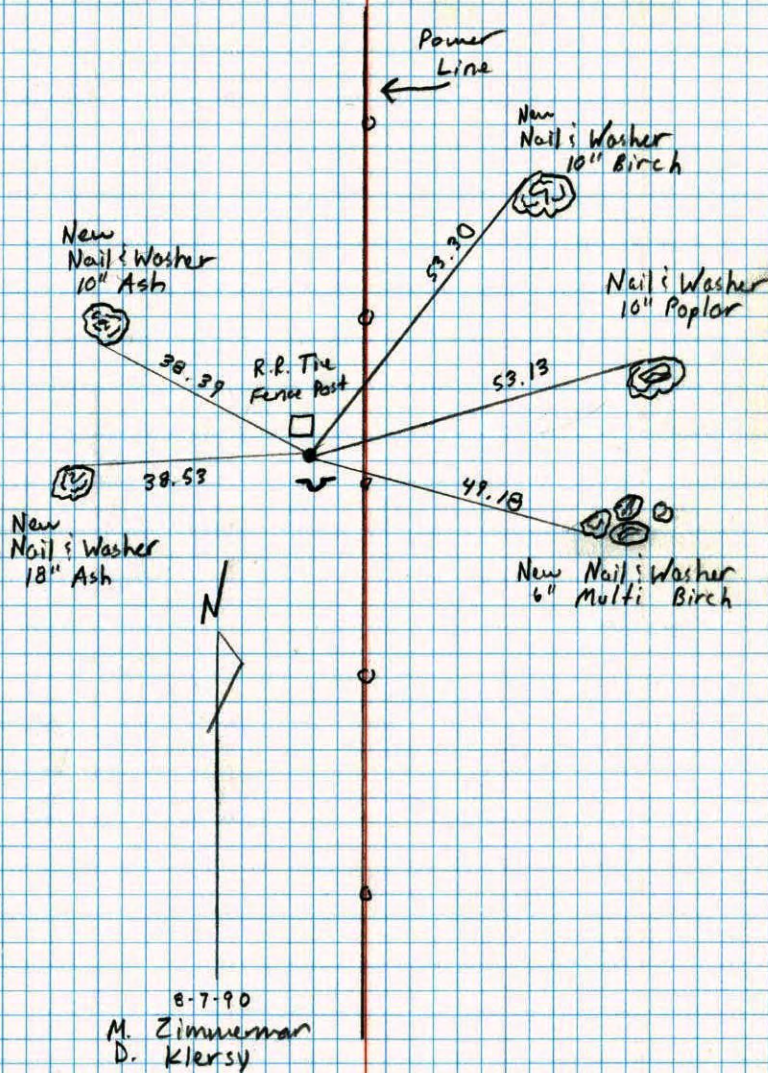 Power
Line
New
Nail & Washer
10" Birch
53.30
New
Nail & Washer
10" Ash
Nail & Washer
10" Poplar
38.39
R.R. Tie
Fence Post
53.13
38.53
49.18
New
Nail & Washer
18" Ash
New Nail & Washer
6" Multi Birch
N
8-7-90
M. Zimmerman
D. Klersy